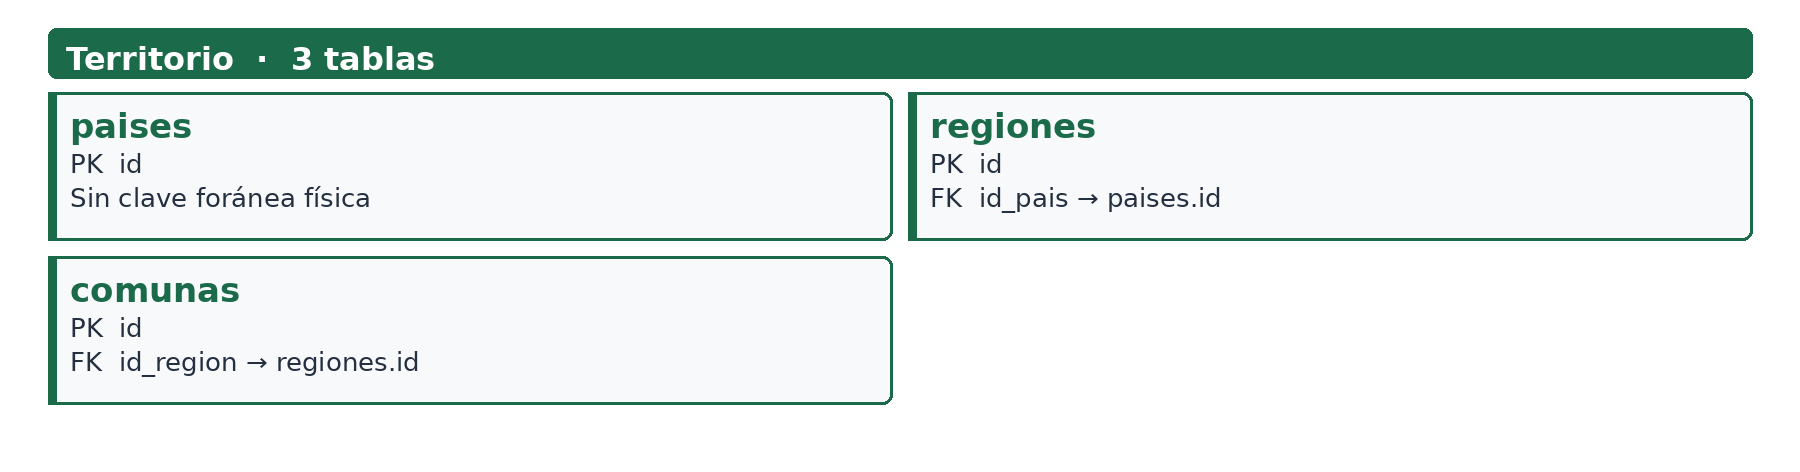 Territorio · 3 tablas
paises
PK id
Sin clave foránea física
regiones
PK id
FK id_pais → paises.id
comunas
PK id
FK id_region → regiones.id